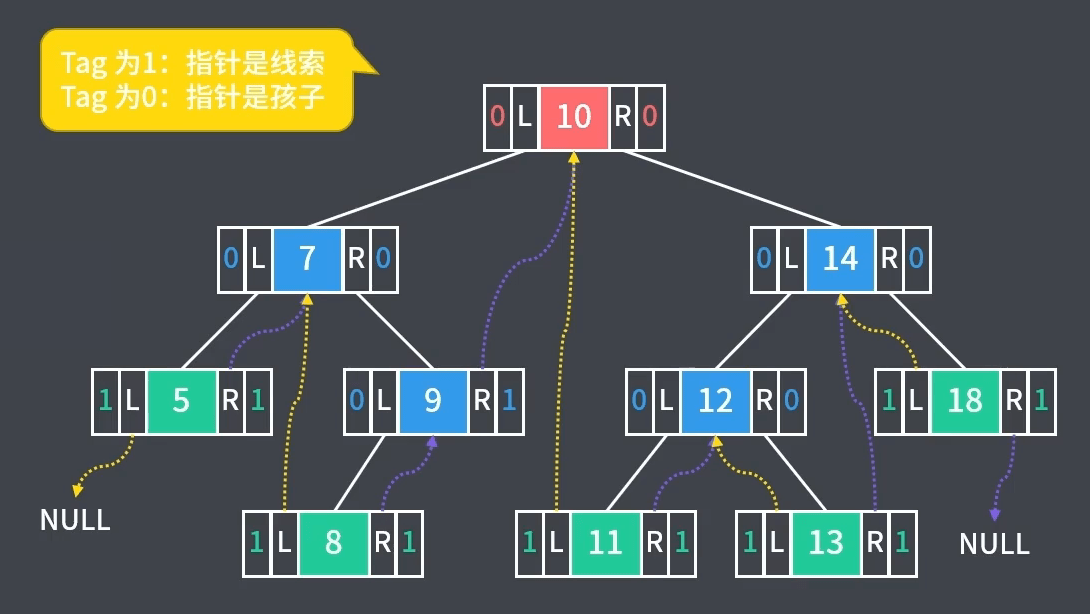 Tag 为1：指针是线索
Tag 为0：指针是孩子
0 L 10 R 0
0 L 7 R 0
0 L 14 R 0
1 L 5 R 1
0 L 9 R 1
0 L 12 R 0
1 L 18 R 1
NULL
1 L 8 R 1
1 L 11 R 1
1 L 13 R 1
NULL